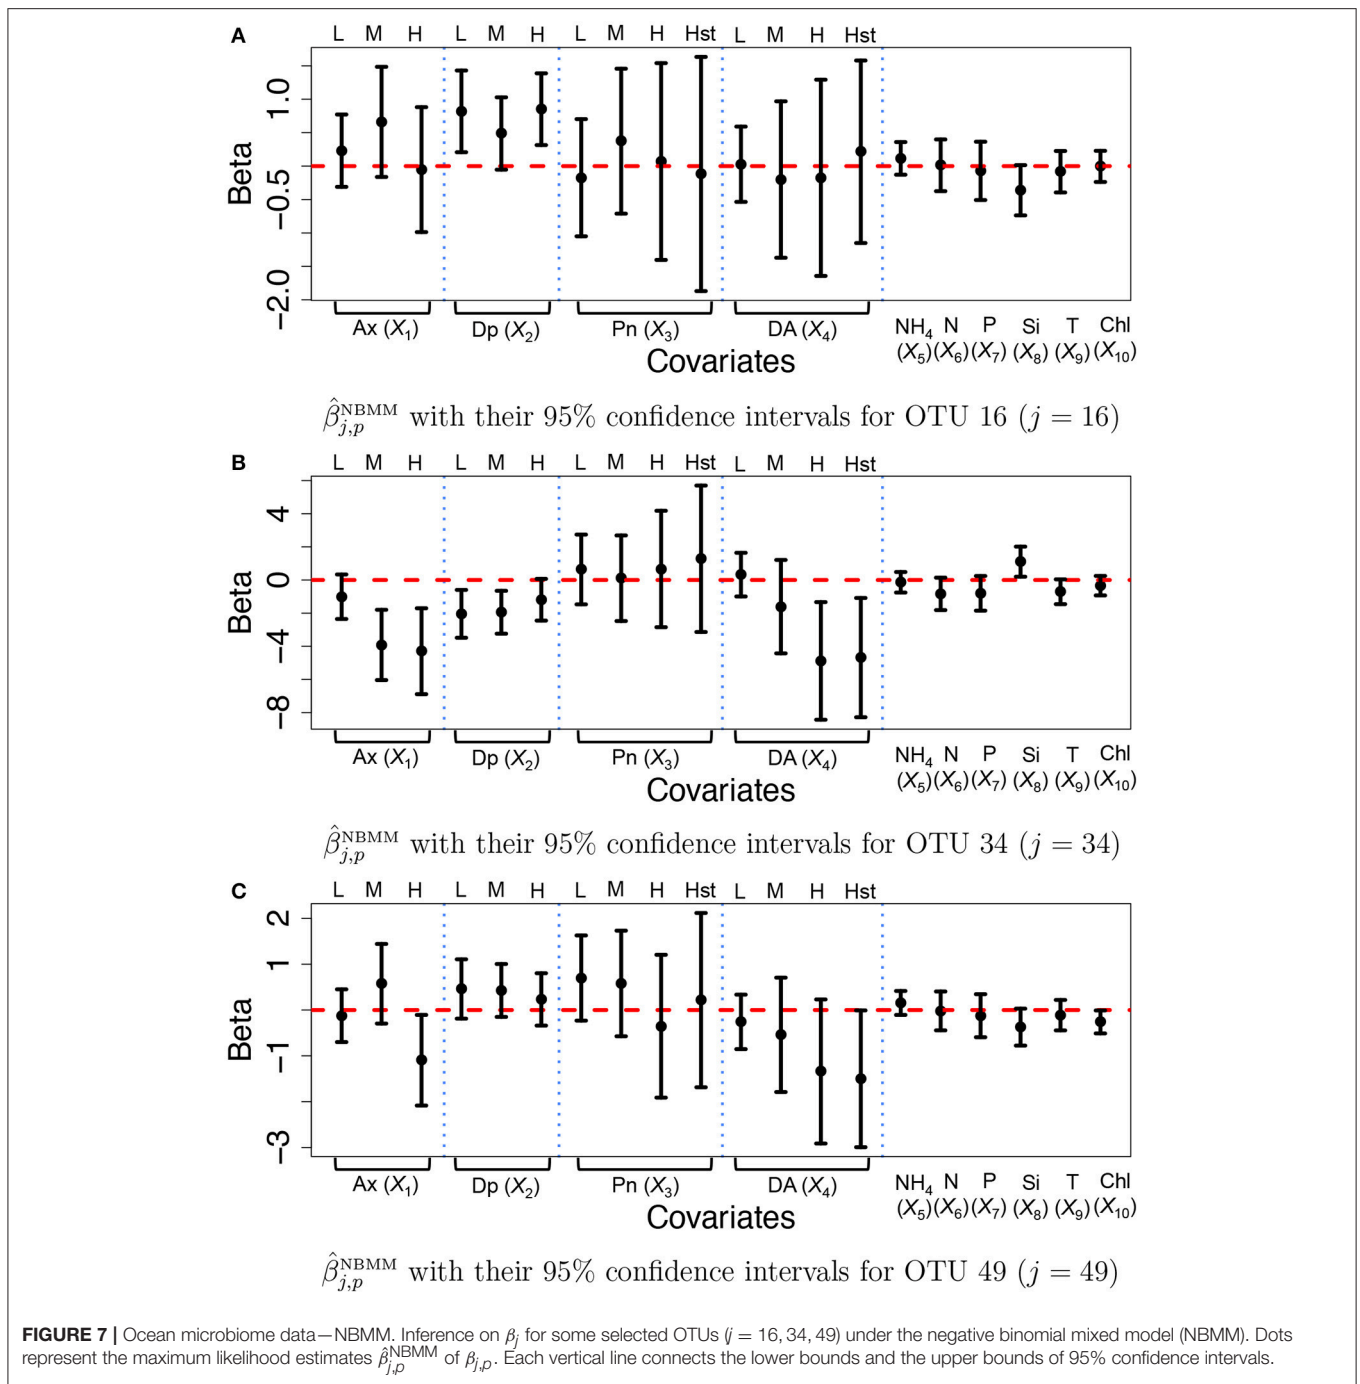 A
L M H L M H L M H Hst L M H Hst
1.0
−0.5
−2.0
Beta
Ax (X₁) Dp (X₂) Pn (X₃) DA (X₄) NH₄ N P Si T Chl
(X₅) (X₆) (X₇) (X₈) (X₉) (X₁₀)
Covariates
β̂ⱼ,ₚᴺᴮᴹᴹ with their 95% confidence intervals for OTU 16 (j = 16)
B
L M H L M H L M H Hst L M H Hst
4
0
−4
−8
Beta
Ax (X₁) Dp (X₂) Pn (X₃) DA (X₄) NH₄ N P Si T Chl
(X₅) (X₆) (X₇) (X₈) (X₉) (X₁₀)
Covariates
β̂ⱼ,ₚᴺᴮᴹᴹ with their 95% confidence intervals for OTU 34 (j = 34)
C
L M H L M H L M H Hst L M H Hst
2
1
−1
−3
Beta
Ax (X₁) Dp (X₂) Pn (X₃) DA (X₄) NH₄ N P Si T Chl
(X₅) (X₆) (X₇) (X₈) (X₉) (X₁₀)
Covariates
β̂ⱼ,ₚᴺᴮᴹᴹ with their 95% confidence intervals for OTU 49 (j = 49)
FIGURE 7 | Ocean microbiome data—NBMM. Inference on βⱼ for some selected OTUs (j = 16, 34, 49) under the negative binomial mixed model (NBMM). Dots
represent the maximum likelihood estimates β̂ⱼ,ₚᴺᴮᴹᴹ of βⱼ,ₚ. Each vertical line connects the lower bounds and the upper bounds of 95% confidence intervals.